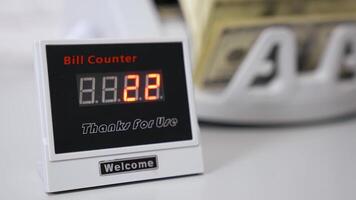 Bill Counter
22
Thanks For Use
Welcome